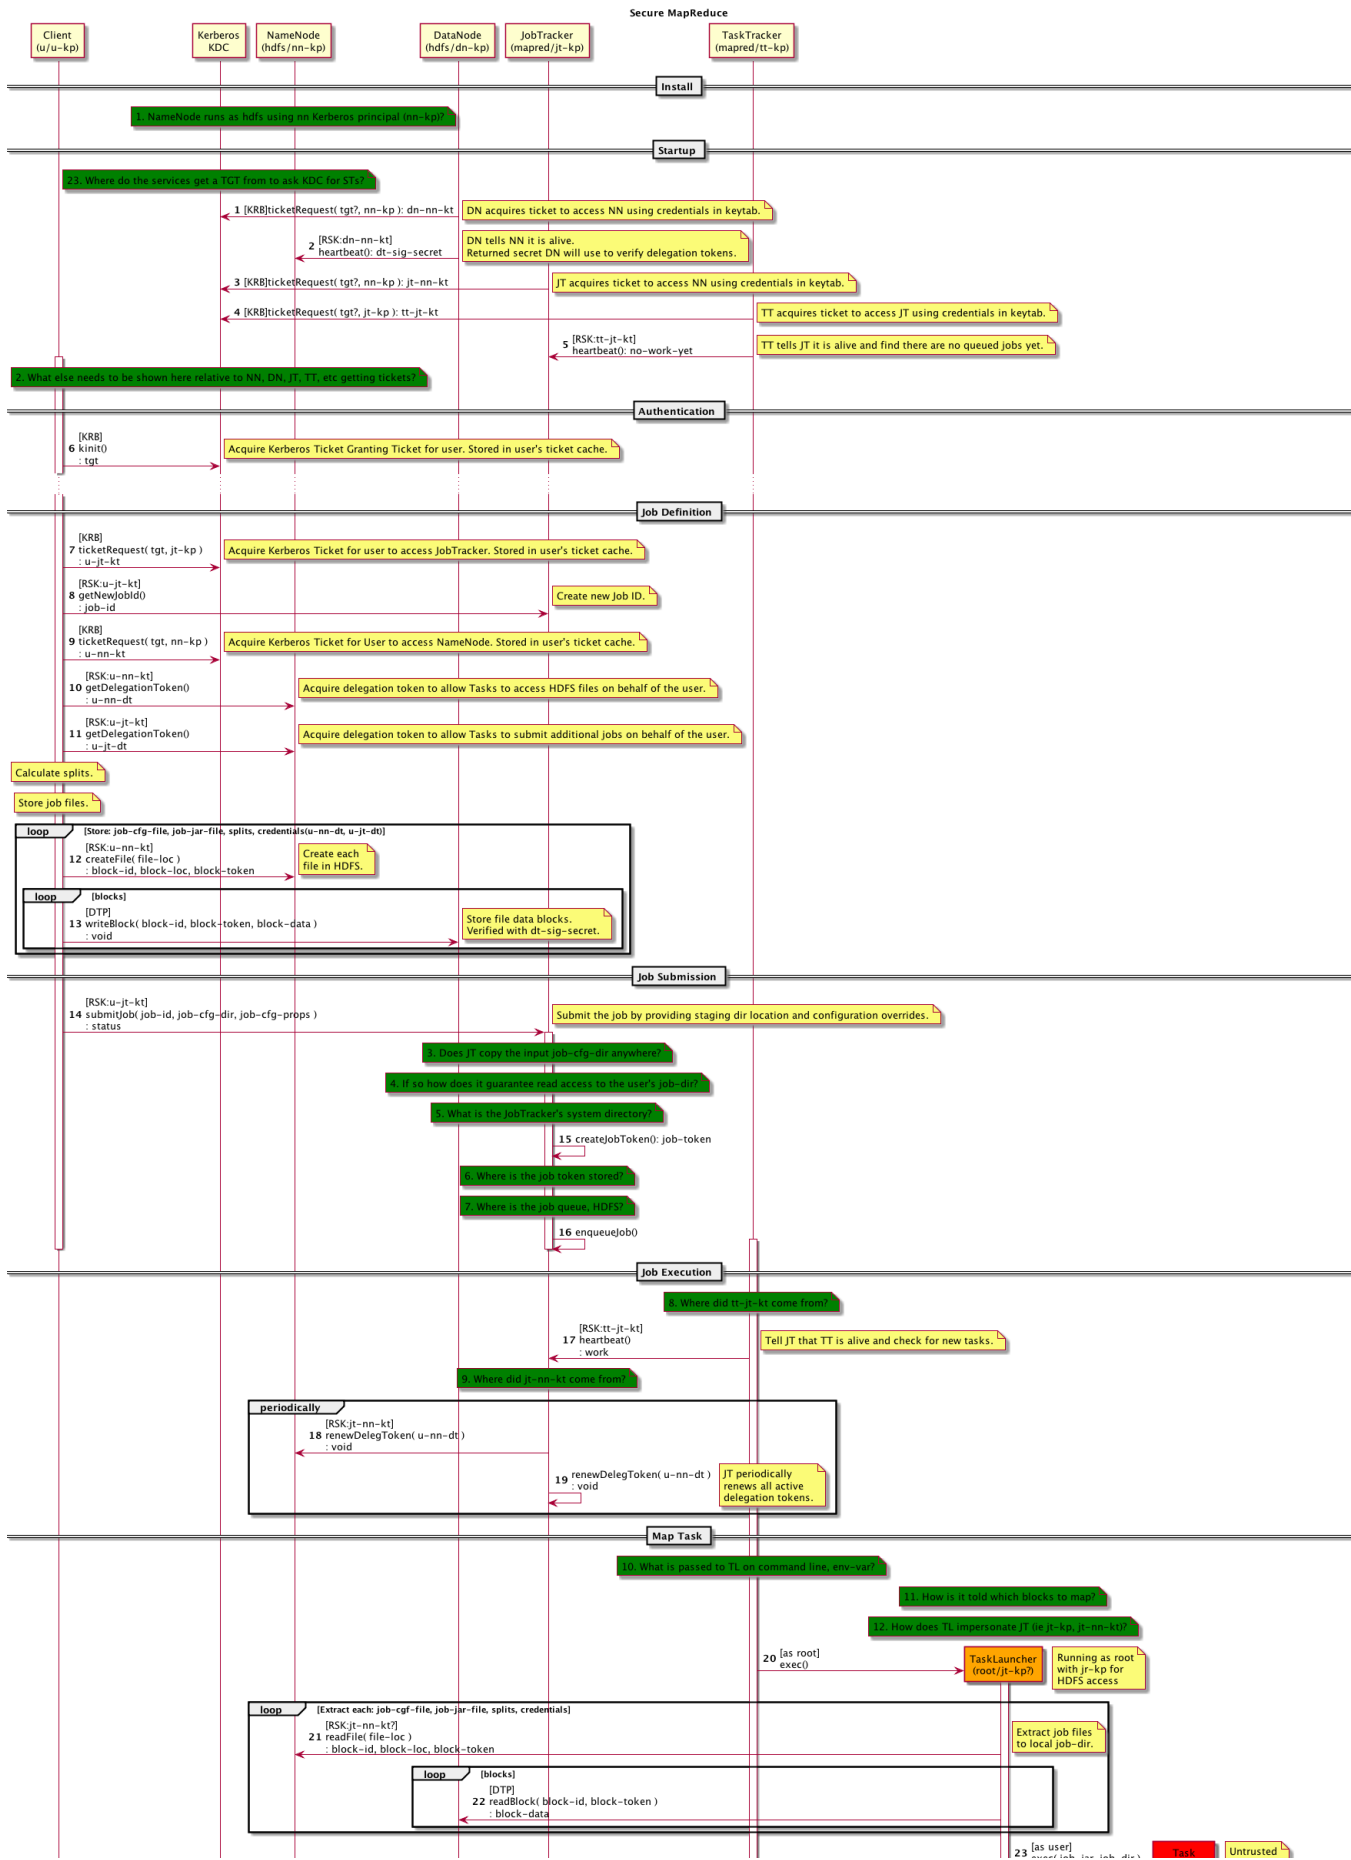 Secure MapReduce
Client
(u/u-kp)
Kerberos
KDC
NameNode
(hdfs/nn-kp)
DataNode
(hdfs/dn-kp)
JobTracker
(mapred/jt-kp)
TaskTracker
(mapred/tt-kp)
Install
1. NameNode runs as hdfs using nn Kerberos principal (nn-kp)?
Startup
23. Where do the services get a TGT from to ask KDC for STs?
1 [KRB]ticketRequest( tgt?, nn-kp ): dn-nn-kt
DN acquires ticket to access NN using credentials in keytab.
2 [RSK:dn-nn-kt]
heartbeat(): dt-sig-secret
DN tells NN it is alive.
Returned secret DN will use to verify delegation tokens.
3 [KRB]ticketRequest( tgt?, nn-kp ): jt-nn-kt
JT acquires ticket to access NN using credentials in keytab.
4 [KRB]ticketRequest( tgt?, jt-kp ): tt-jt-kt
TT acquires ticket to access JT using credentials in keytab.
5 [RSK:tt-jt-kt]
heartbeat(): no-work-yet
TT tells JT it is alive and find there are no queued jobs yet.
2. What else needs to be shown here relative to NN, DN, JT, TT, etc getting tickets?
Authentication
[KRB]
6 kinit()
: tgt
Acquire Kerberos Ticket Granting Ticket for user. Stored in user's ticket cache.
Job Definition
[KRB]
7 ticketRequest( tgt, jt-kp )
: u-jt-kt
Acquire Kerberos Ticket for user to access JobTracker. Stored in user's ticket cache.
[RSK:u-jt-kt]
8 getNewJobId()
: job-id
Create new Job ID.
[KRB]
9 ticketRequest( tgt, nn-kp )
: u-nn-kt
Acquire Kerberos Ticket for User to access NameNode. Stored in user's ticket cache.
[RSK:u-nn-kt]
10 getDelegationToken()
: u-nn-dt
Acquire delegation token to allow Tasks to access HDFS files on behalf of the user.
[RSK:u-jt-kt]
11 getDelegationToken()
: u-jt-dt
Acquire delegation token to allow Tasks to submit additional jobs on behalf of the user.
Calculate splits.
Store job files.
loop [Store: job-cfg-file, job-jar-file, splits, credentials(u-nn-dt, u-jt-dt)]
[RSK:u-nn-kt]
12 createFile( file-loc )
: block-id, block-loc, block-token
Create each
file in HDFS.
loop [blocks]
[DTP]
13 writeBlock( block-id, block-token, block-data )
: void
Store file data blocks.
Verified with dt-sig-secret.
Job Submission
[RSK:u-jt-kt]
14 submitJob( job-id, job-cfg-dir, job-cfg-props )
: status
Submit the job by providing staging dir location and configuration overrides.
3. Does JT copy the input job-cfg-dir anywhere?
4. If so how does it guarantee read access to the user's job-dir?
5. What is the JobTracker's system directory?
15 createJobToken(): job-token
6. Where is the job token stored?
7. Where is the job queue, HDFS?
16 enqueueJob()
Job Execution
8. Where did tt-jt-kt come from?
[RSK:tt-jt-kt]
17 heartbeat()
: work
Tell JT that TT is alive and check for new tasks.
9. Where did jt-nn-kt come from?
periodically
[RSK:jt-nn-kt]
18 renewDelegToken( u-nn-dt )
: void
19 renewDelegToken( u-nn-dt )
: void
JT periodically
renews all active
delegation tokens.
Map Task
10. What is passed to TL on command line, env-var?
11. How is it told which blocks to map?
12. How does TL impersonate JT (ie jt-kp, jt-nn-kt)?
20 [as root]
exec()
TaskLauncher
(root/jt-kp?)
Running as root
with jr-kp for
HDFS access
loop [Extract each: job-cgf-file, job-jar-file, splits, credentials]
[RSK:jt-nn-kt?]
21 readFile( file-loc )
: block-id, block-loc, block-token
Extract job files
to local job-dir.
loop [blocks]
[DTP]
22 readBlock( block-id, block-token )
: block-data
23 [as user]
Task
Untrusted